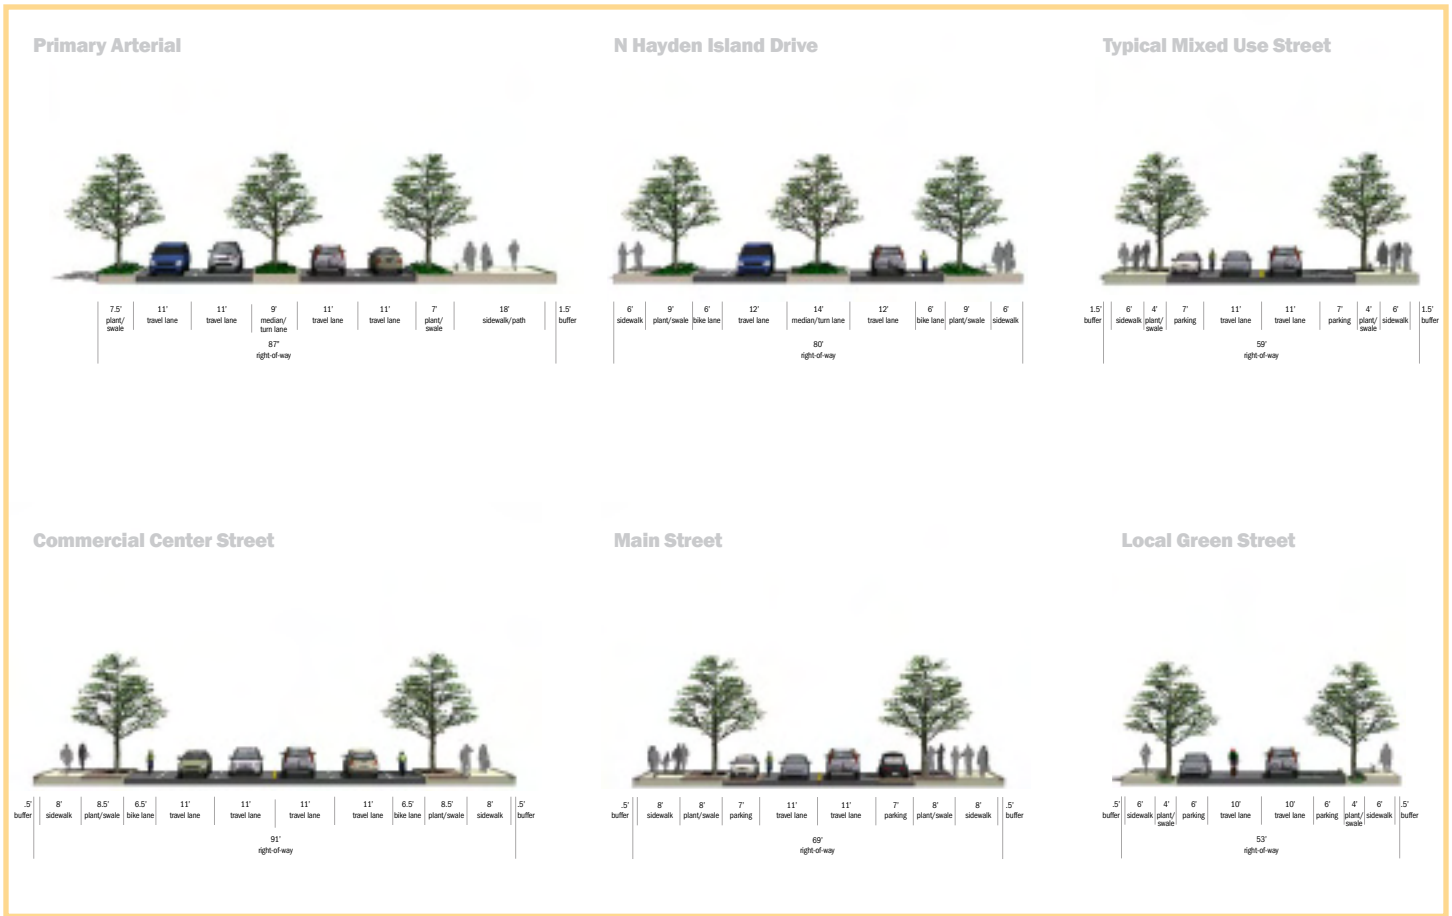 Primary Arterial
7.5' 11' 11' 9' 11' 11' 7' 18' 1.5'
plant/ swale travel lane travel lane median/ turn lane travel lane travel lane plant/ swale sidewalk/path buffer
87'
right-of-way
N Hayden Island Drive
6' 9' 6' 12' 14' 12' 6' 9' 6'
sidewalk plant/swale bike lane travel lane median/turn lane travel lane bike lane plant/swale sidewalk
80'
right-of-way
Typical Mixed Use Street
1.5' 6' 4' 7' 11' 11' 7' 4' 6' 1.5'
buffer sidewalk plant/ swale parking travel lane travel lane parking plant/ swale sidewalk buffer
59'
right-of-way
Commercial Center Street
.5' 8' 8.5' 6.5' 11' 11' 11' 11' 6.5' 8.5' 8' .5'
buffer sidewalk plant/swale bike lane travel lane travel lane travel lane travel lane bike lane plant/swale sidewalk buffer
91'
right-of-way
Main Street
.5' 8' 8' 7' 11' 11' 7' 8' 8' .5'
buffer sidewalk plant/swale parking travel lane travel lane parking plant/swale sidewalk buffer
69'
right-of-way
Local Green Street
.5' 6' 4' 6' 10' 10' 6' 4' 6' .5'
buffer sidewalk plant/ swale parking travel lane travel lane parking plant/ swale sidewalk buffer
53'
right-of-way